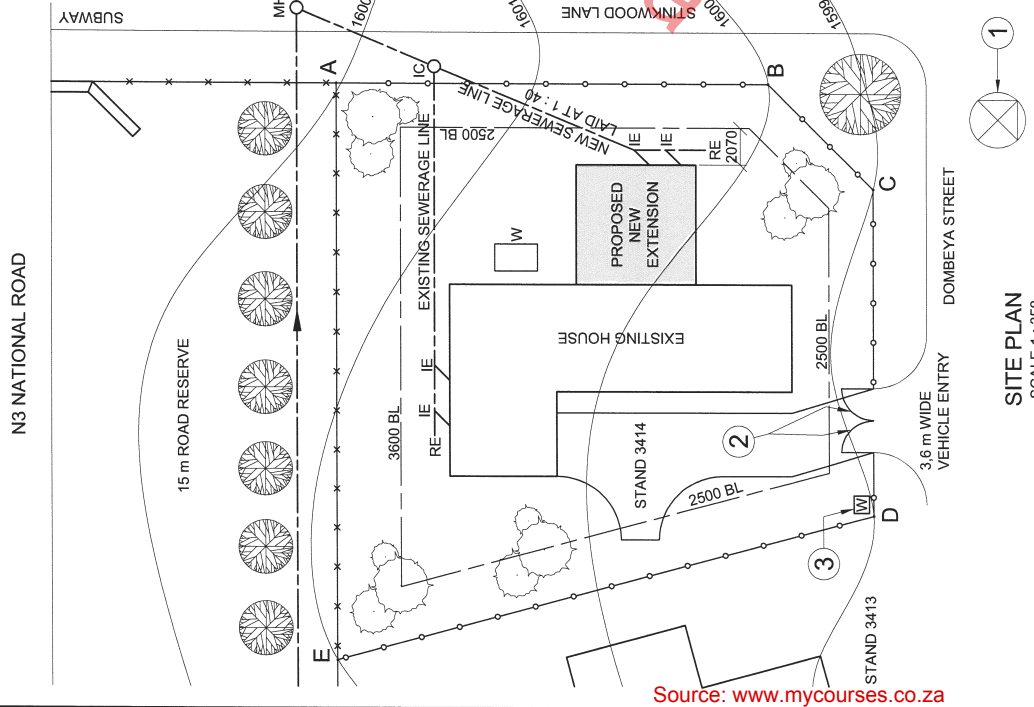 SUBWAY
MH
1600
1601
STINKWOOD LANE
1600
1599
A
IC
B
1
NEW SEWERAGE LINE
LAID AT 1 : 40
2500 BL
EXISTING SEWERAGE LINE
IE
IE
RE
2070
C
W
PROPOSED
NEW
EXTENSION
N3 NATIONAL ROAD
15 m ROAD RESERVE
EXISTING HOUSE
DOMBEYA STREET
2500 BL
SITE PLAN
SCALE 1 : 250
IE
IE
RE
3600 BL
2
3,6 m WIDE
VEHICLE ENTRY
STAND 3414
2500 BL
W
D
3
E
STAND 3413
Source: www.mycourses.co.za